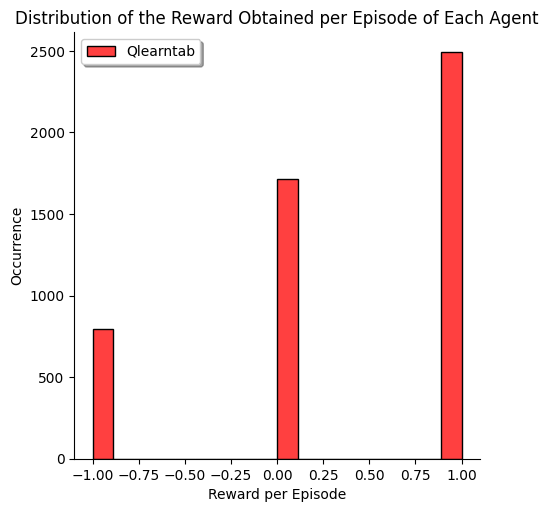 Distribution of the Reward Obtained per Episode of Each Agent
Qlearntab
2500
2000
1500
1000
500
0
Occurrence
−1.00 −0.75 −0.50 −0.25 0.00 0.25 0.50 0.75 1.00
Reward per Episode